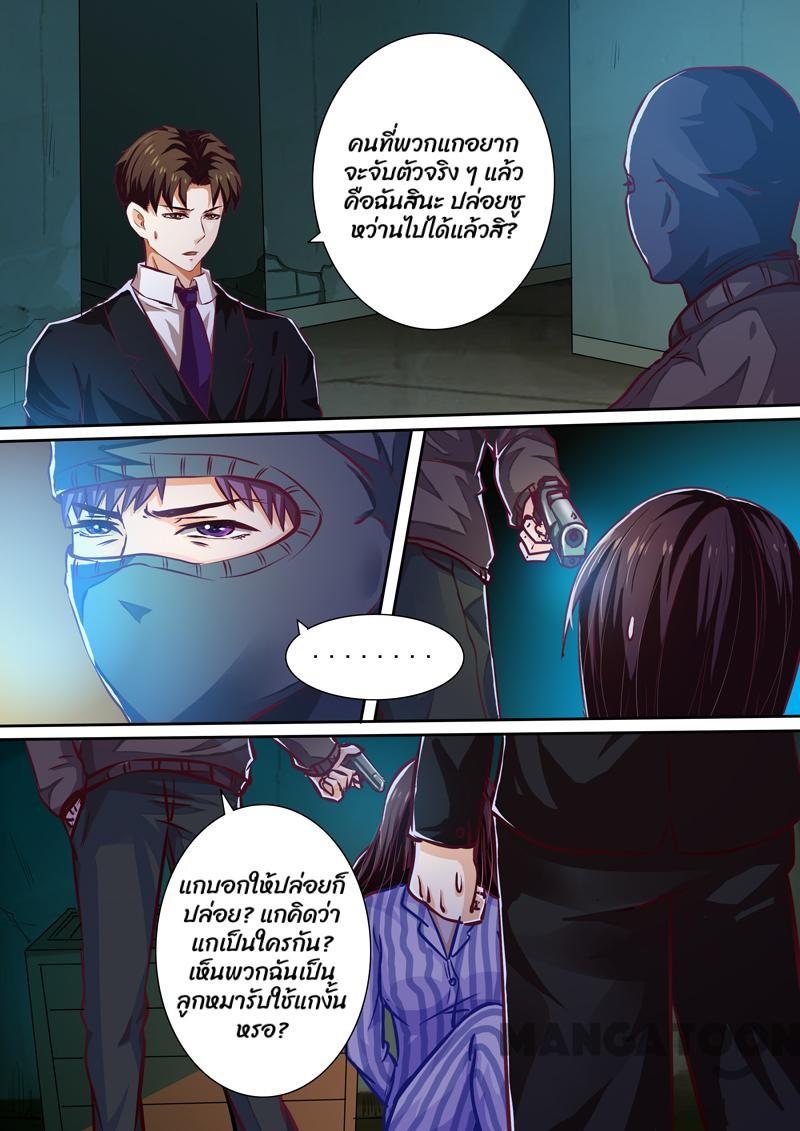 คนที่พวกแกอยาก
จะจับตัวจริง ๆ แล้ว
คือฉันสินะ ปล่อยซู
หว่านไปได้แล้วสิ?
. . . . . . . .
แกบอกให้ปล่อยก็
ปล่อย? แกคิดว่า
แกเป็นใครกัน?
เห็นพวกฉันเป็น
ลูกหมารับใช้แกงั้น
หรอ?
MANGATOON